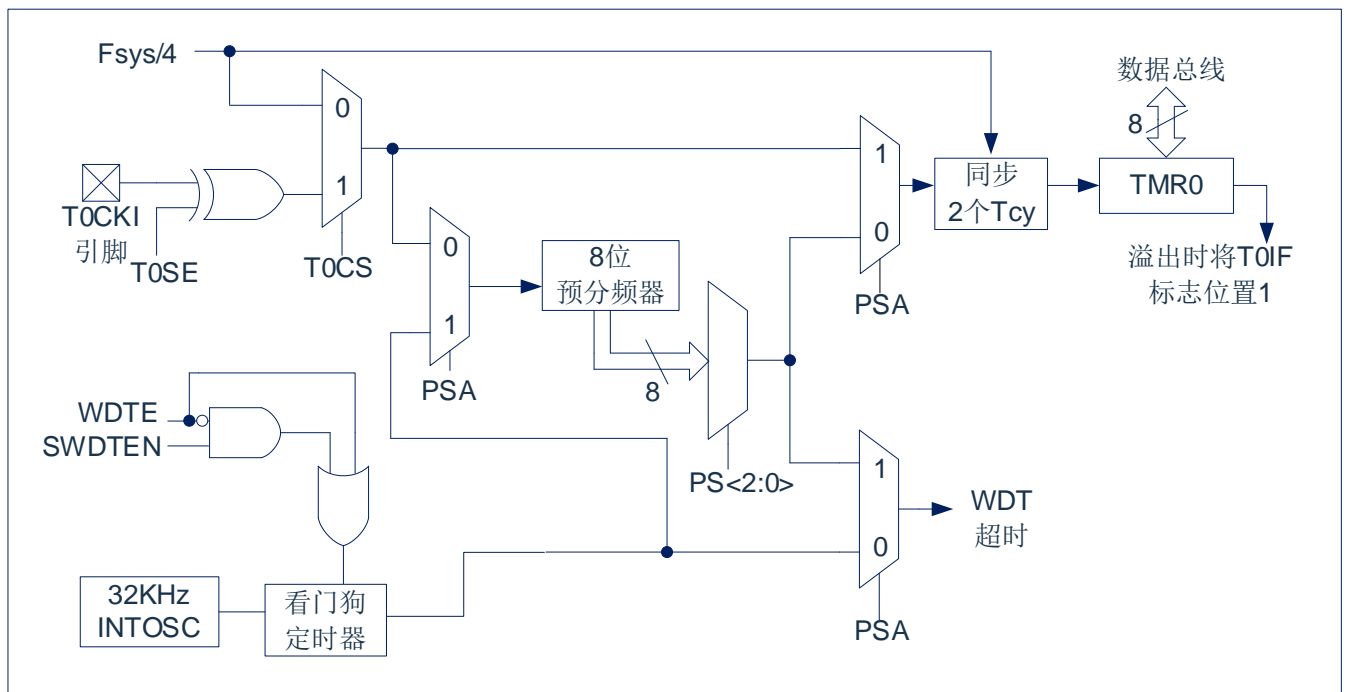 Fsys/4
数据总线
8
0
1
T0CKI
引脚
T0SE
T0CS
0
1
PSA
8位
预分频器
8
PS<2:0>
1
0
PSA
同步
2个Tcy
TMR0
溢出时将T0IF
标志位置1
WDTE
SWDTEN
32KHz
INTOSC
看门狗
定时器
1
0
PSA
WDT
超时